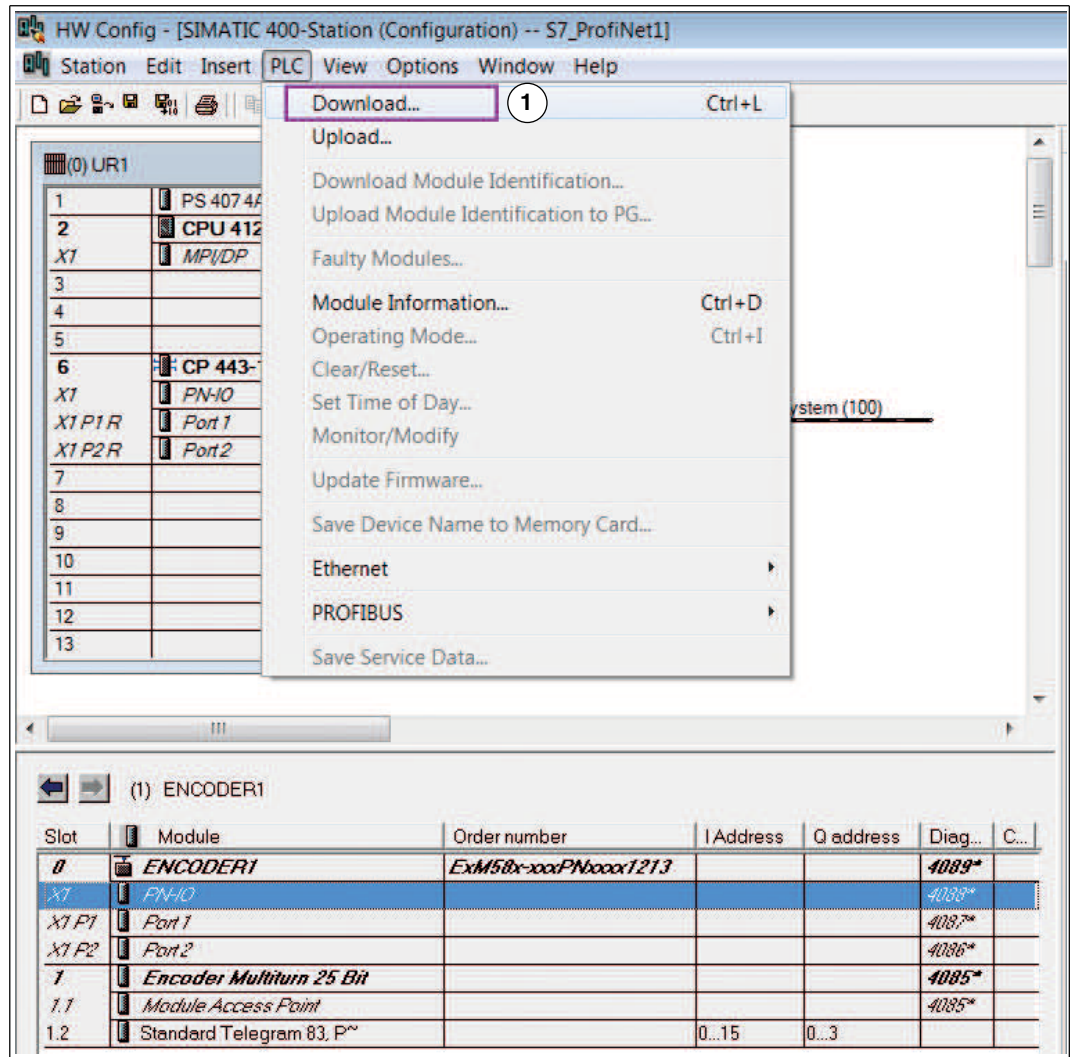 HW Config - [SIMATIC 400-Station (Configuration) -- S7_ProfiNet1]
Station Edit Insert PLC View Options Window Help
Download... 1 Ctrl+L
Upload...
Download Module Identification...
Upload Module Identification to PG...
Faulty Modules...
Module Information... Ctrl+D
Operating Mode... Ctrl+I
Clear/Reset...
Set Time of Day...
Monitor/Modify
Update Firmware...
Save Device Name to Memory Card...
Ethernet
PROFIBUS
Save Service Data...
(0) UR1
1 PS 407 4A
2 CPU 412
X1 MPI/DP
3
4
5
6 CP 443-1
X1 PN-IO
X1 P1 R Port 1
X1 P2 R Port 2
7
8
9
10
11
12
13
ystem (100)
(1) ENCODER1
Slot Module Order number I Address Q address Diag... C...
0 ENCODER1 ExM58x-xxxPNxxxx1213 4089*
X1 PN-IO 4088*
X1 P1 Port 1 4087*
X1 P2 Port 2 4086*
1 Encoder Multiturn 25 Bit 4085*
1.1 Module Access Point 4085*
1.2 Standard Telegram 83, P~ 0...15 0...3